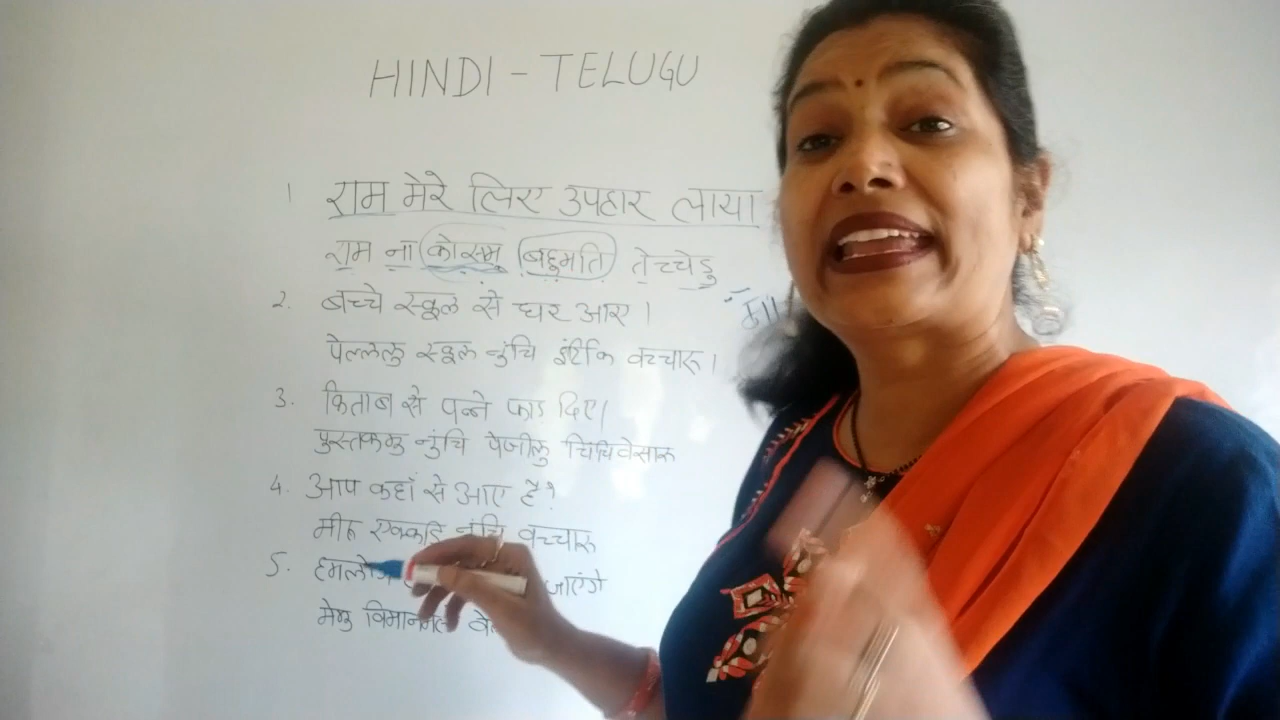 HINDI - TELUGU
1 राम मेरे लिए उपहार लाया
राम ना कोसमु बहुमति तेच्चेडु
2. बच्चे स्कूल से घर आए।
पेल्ललु स्कूल नुंचि इंटिकि वच्चारू।
3. किताब से पन्ने फाड़ दिए।
पुस्तकमु नुंचि पेजीलु चिंचिवेसारू
4. आप कहाँ से आए है?
मीरू एक्कडि नुंचि वच्चारू
5. हमलोग जाएंगे
मेमु